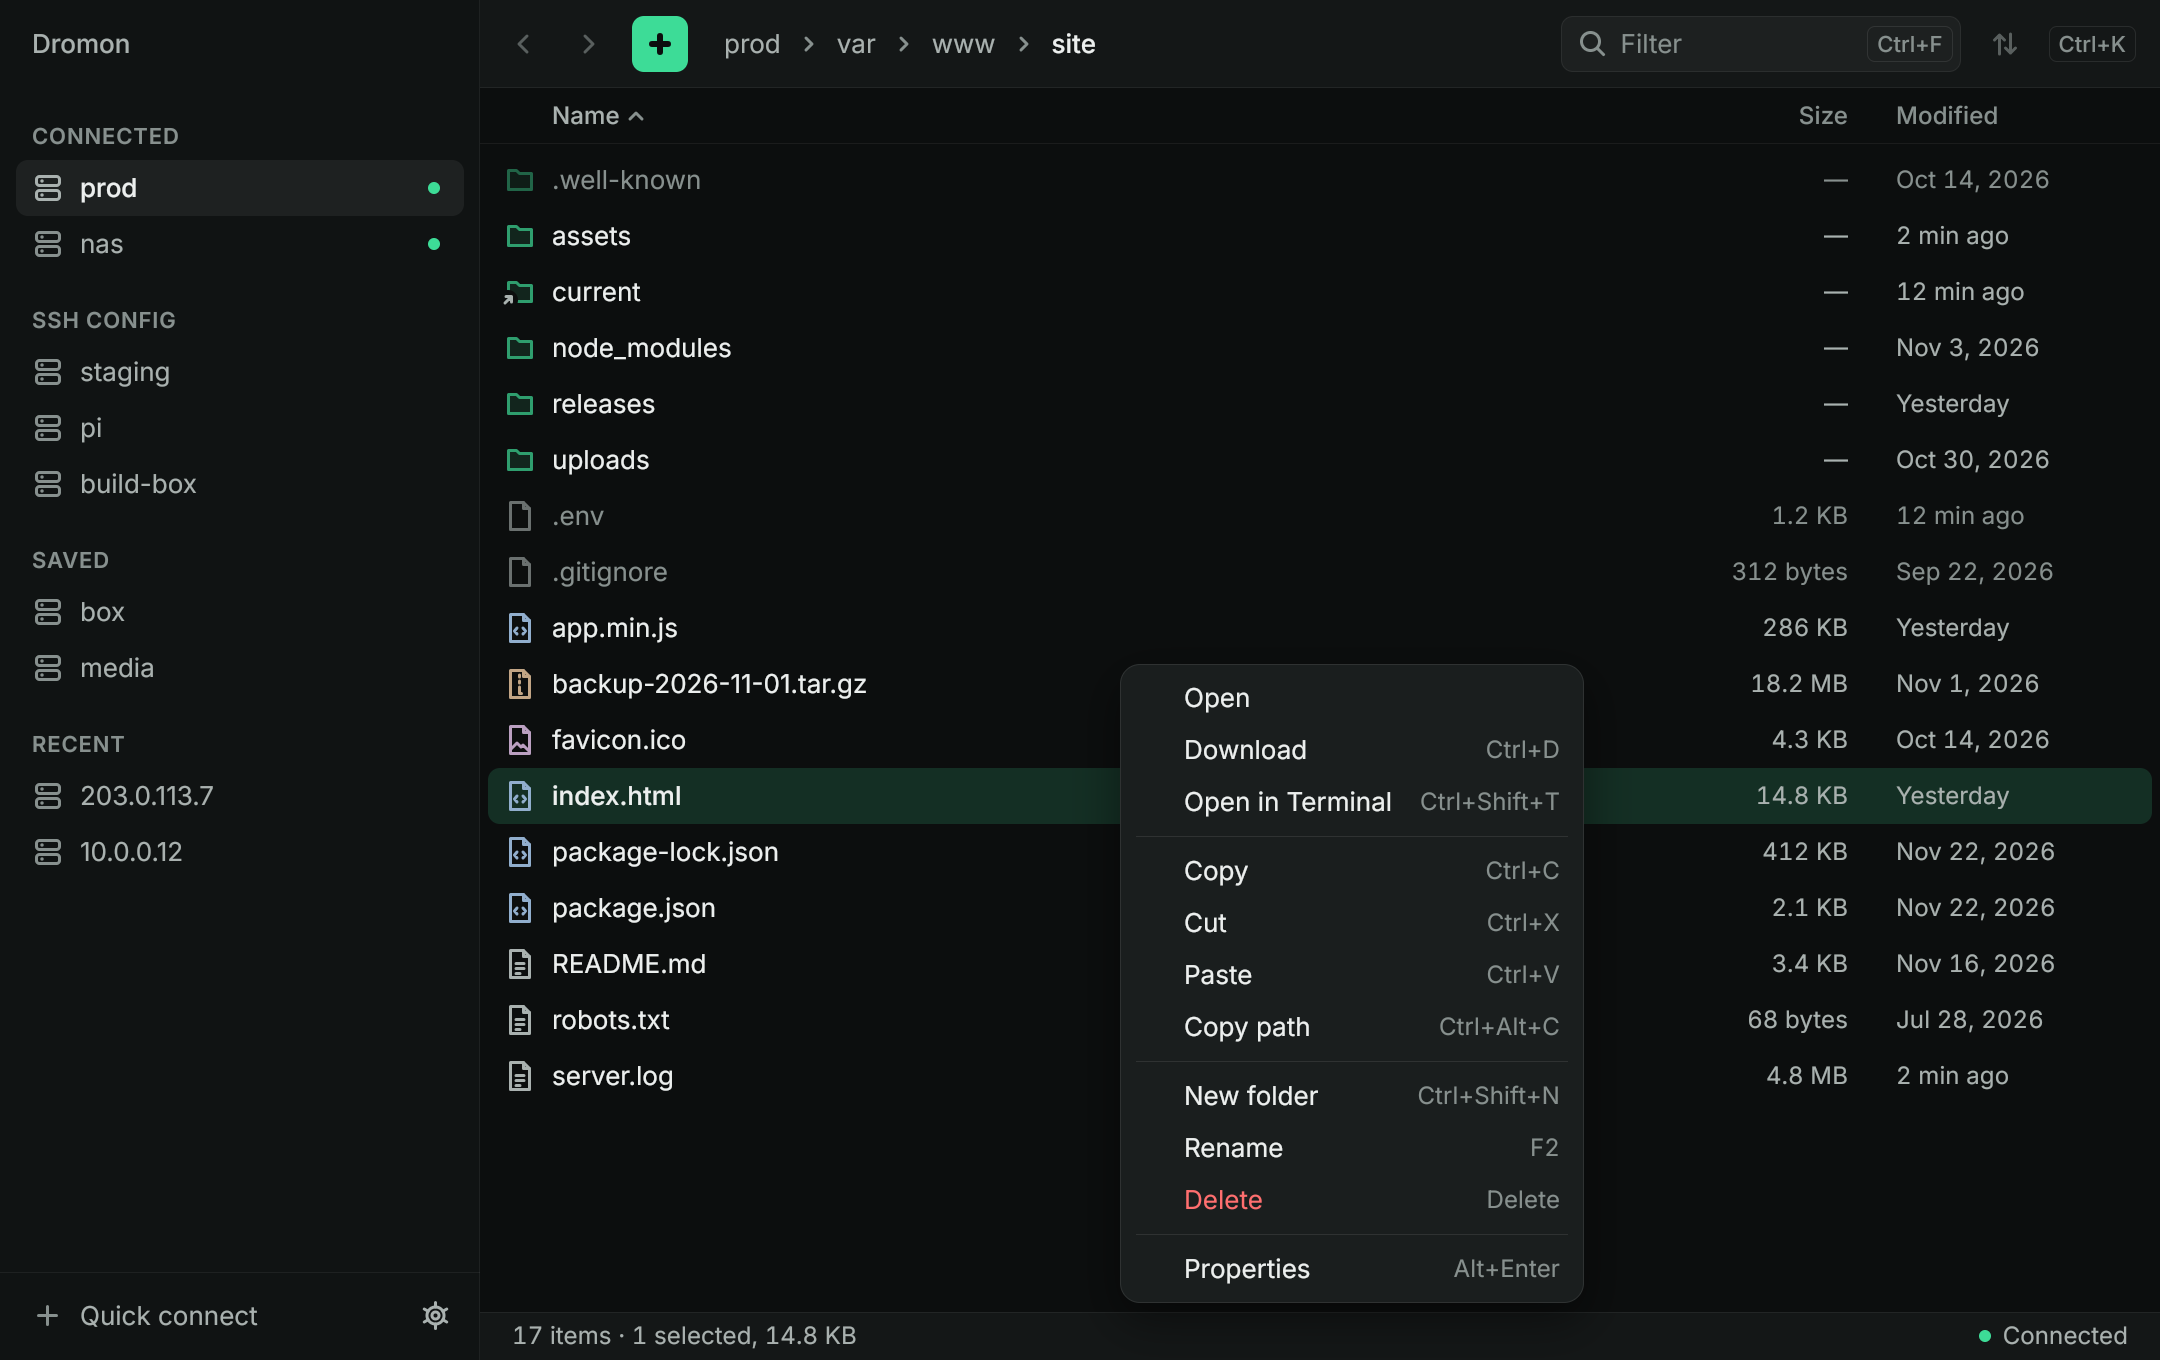 Dromon
CONNECTED
prod
nas
SSH CONFIG
staging
pi
build-box
SAVED
box
media
RECENT
203.0.113.7
10.0.0.12
Quick connect
prod var www site
Filter Ctrl+F
Ctrl+K
Name Size Modified
.well-known — Oct 14, 2026
assets — 2 min ago
current — 12 min ago
node_modules — Nov 3, 2026
releases — Yesterday
uploads — Oct 30, 2026
.env 1.2 KB 12 min ago
.gitignore 312 bytes Sep 22, 2026
app.min.js 286 KB Yesterday
backup-2026-11-01.tar.gz 18.2 MB Nov 1, 2026
favicon.ico 4.3 KB Oct 14, 2026
index.html 14.8 KB Yesterday
package-lock.json 412 KB Nov 22, 2026
package.json 2.1 KB Nov 22, 2026
README.md 3.4 KB Nov 16, 2026
robots.txt 68 bytes Jul 28, 2026
server.log 4.8 MB 2 min ago
Open
Download Ctrl+D
Open in Terminal Ctrl+Shift+T
Copy Ctrl+C
Cut Ctrl+X
Paste Ctrl+V
Copy path Ctrl+Alt+C
New folder Ctrl+Shift+N
Rename F2
Delete Delete
Properties Alt+Enter
17 items · 1 selected, 14.8 KB
Connected